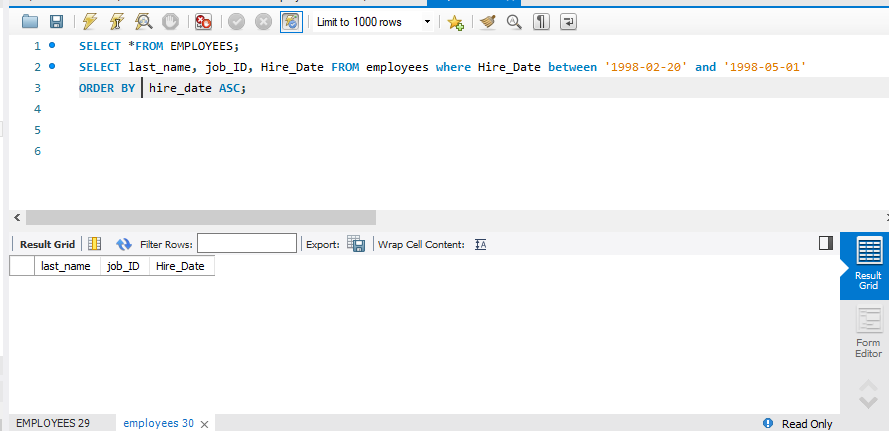 Limit to 1000 rows
1 SELECT *FROM EMPLOYEES;
2 SELECT last_name, job_ID, Hire_Date FROM employees where Hire_Date between '1998-02-20' and '1998-05-01'
3 ORDER BY hire_date ASC;
4
5
6
Result Grid Filter Rows: Export: Wrap Cell Content:
last_name job_ID Hire_Date
Result
Grid
Form
Editor
EMPLOYEES 29 employees 30 Read Only